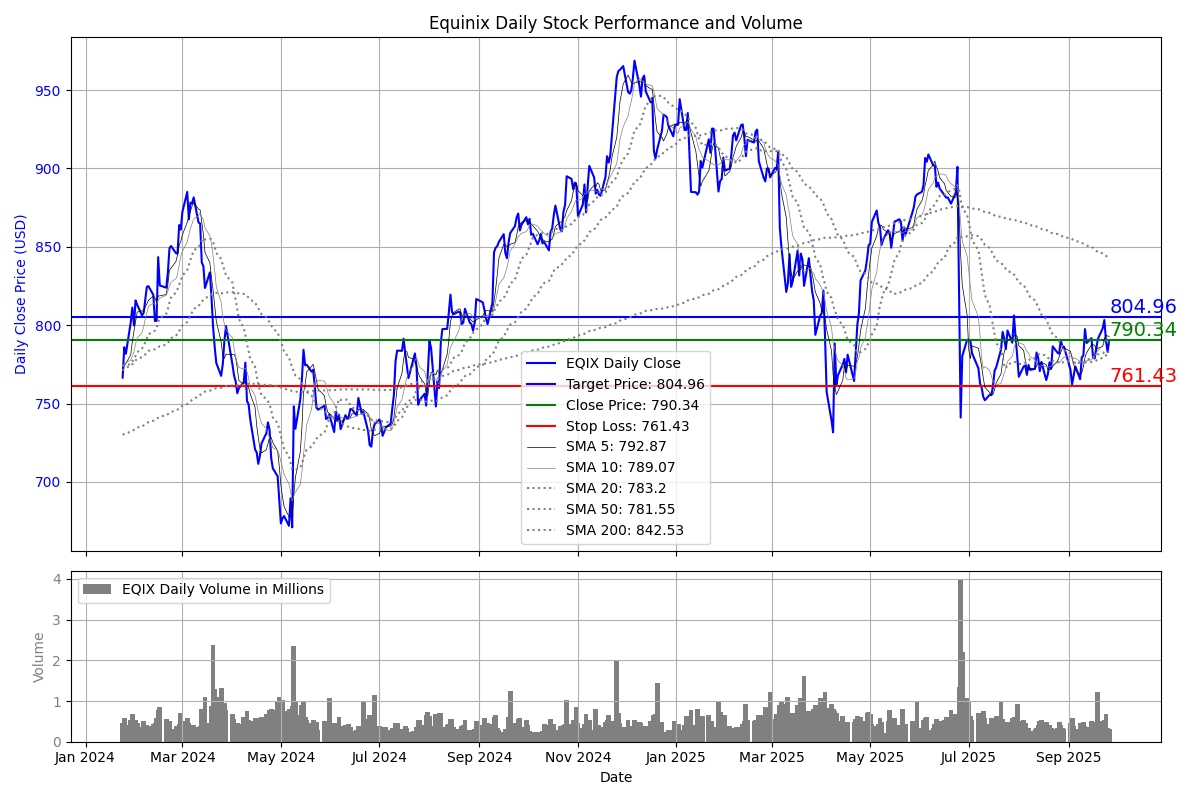 Equinix Daily Stock Performance and Volume
Daily Close Price (USD)
950
900
850
800
750
700
804.96
790.34
761.43
EQIX Daily Close
Target Price: 804.96
Close Price: 790.34
Stop Loss: 761.43
SMA 5: 792.87
SMA 10: 789.07
SMA 20: 783.2
SMA 50: 781.55
SMA 200: 842.53
Volume
4
3
2
1
0
EQIX Daily Volume in Millions
Jan 2024 Mar 2024 May 2024 Jul 2024 Sep 2024 Nov 2024 Jan 2025 Mar 2025 May 2025 Jul 2025 Sep 2025
Date